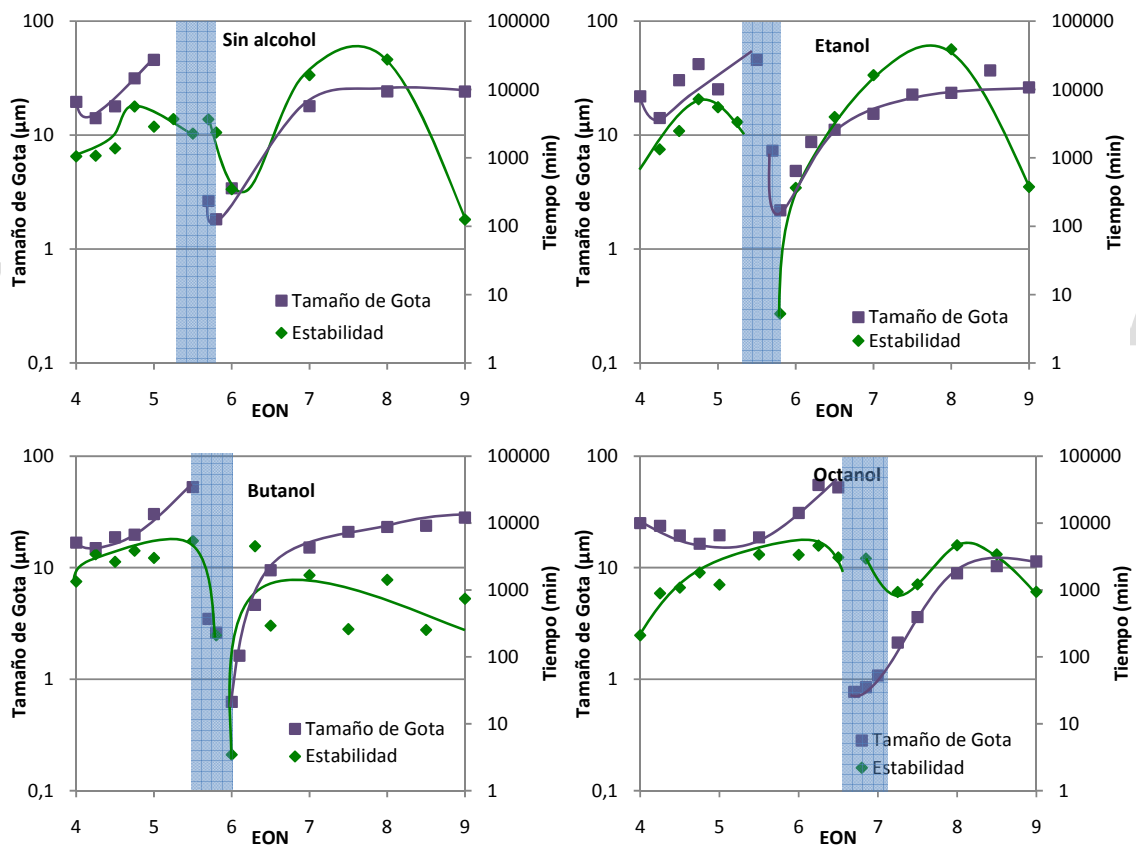 Sin alcohol
Tamaño de Gota (µm)
100
10
1
0,1
100000
10000
1000
100
10
1
Tiempo (min)
Tamaño de Gota
Estabilidad
4 5 6 7 8 9
EON
Etanol
Tamaño de Gota (µm)
100
10
1
0,1
100000
10000
1000
100
10
1
Tiempo (min)
Tamaño de Gota
Estabilidad
4 5 6 7 8 9
EON
Butanol
Tamaño de Gota (µm)
100
10
1
0,1
100000
10000
1000
100
10
1
Tiempo (min)
Tamaño de Gota
Estabilidad
4 5 6 7 8 9
EON
Octanol
Tamaño de Gota (µm)
100
10
1
0,1
100000
10000
1000
100
10
1
Tiempo (min)
Tamaño de Gota
Estabilidad
4 5 6 7 8 9
EON